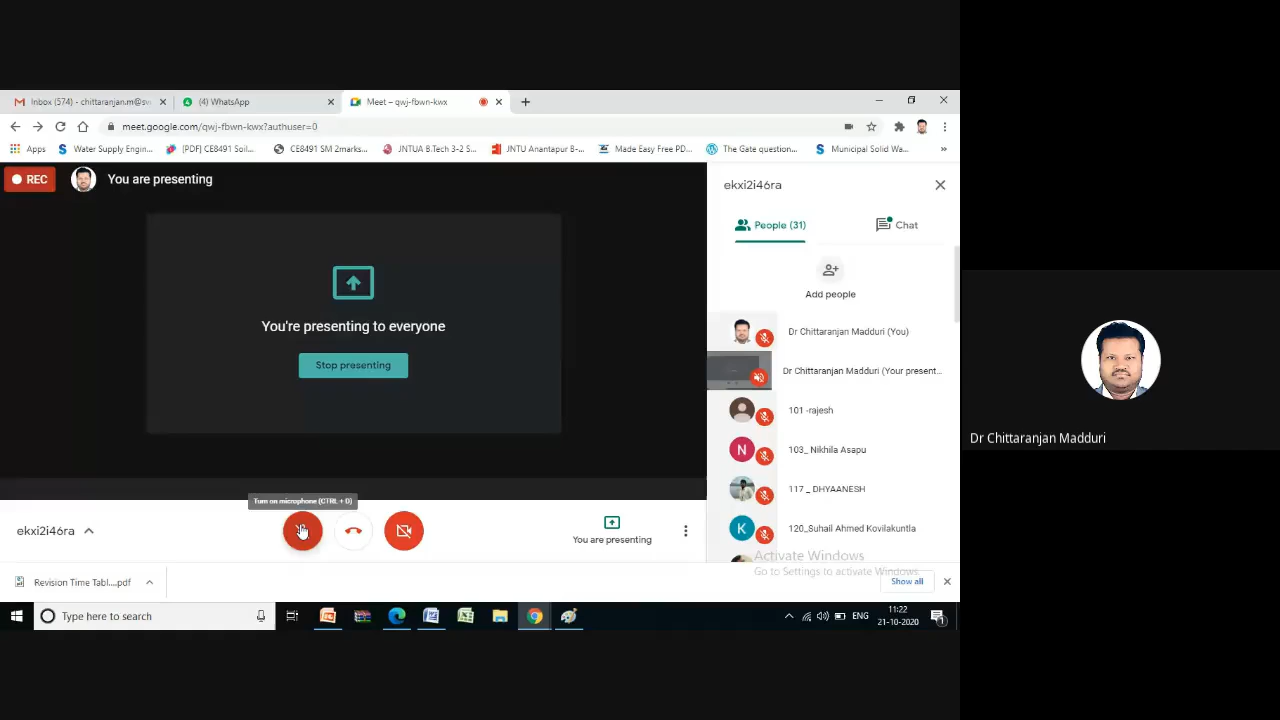 Inbox (574) - chittaranjan.m@sv
(4) WhatsApp
Meet – qwj-fbwn-kwx
meet.google.com/qwj-fbwn-kwx?authuser=0
Apps
Water Supply Engin...
[PDF] CE8491 Soil...
CE8491 SM 2marks...
JNTUA B.Tech 3-2 S...
JNTU Anantapur B-...
Made Easy Free PD...
The Gate question...
Municipal Solid Wa...
»
REC
You are presenting
ekxi2i46ra
People (31)
Chat
Add people
You're presenting to everyone
Stop presenting
Dr Chittaranjan Madduri (You)
Dr Chittaranjan Madduri (Your present...
101 -rajesh
N
103_ Nikhila Asapu
117 _ DHYAANESH
K
120_Suhail Ahmed Kovilakuntla
Dr Chittaranjan Madduri
Turn on microphone (CTRL + D)
ekxi2i46ra
You are presenting
Activate Windows
Go to Settings to activate Windows.
Revision Time Tabl....pdf
Show all
Type here to search
ENG
11:22
21-10-2020
1